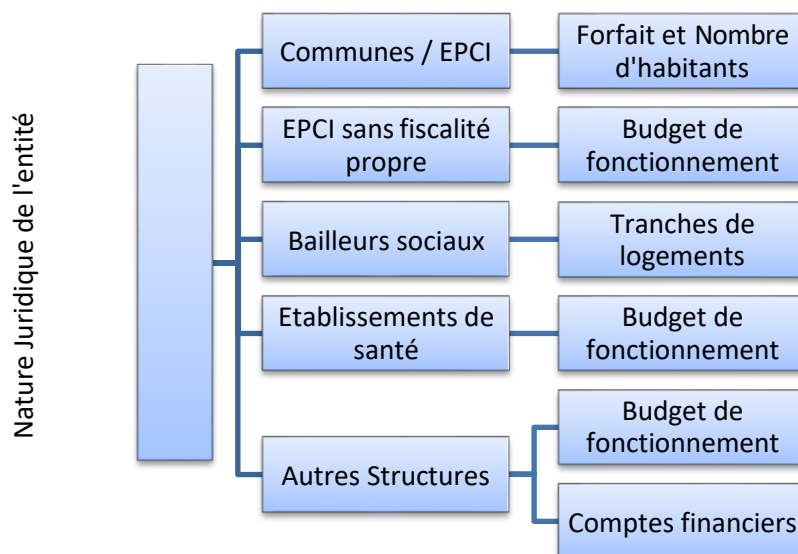 Nature Juridique de l'entité
Communes / EPCI
Forfait et Nombre
d'habitants
EPCI sans fiscalité
propre
Budget de
fonctionnement
Bailleurs sociaux
Tranches de
logements
Etablissements de
santé
Budget de
fonctionnement
Autres Structures
Budget de
fonctionnement
Comptes financiers